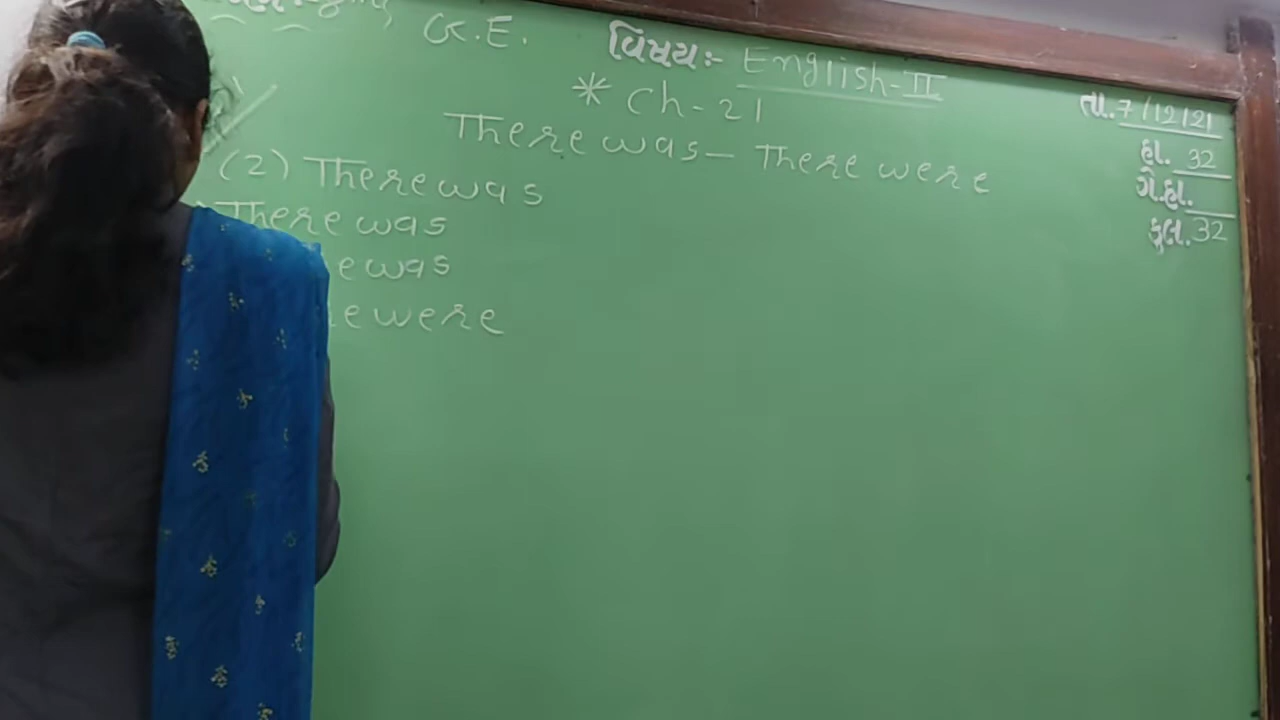 G.E.
વિષય:- English-II
* Ch-21
There was – There were
તા. 7/12/21
હા. 32
ગે.હા.
કુલ. 32
(2) There was
) There was
e was
e were